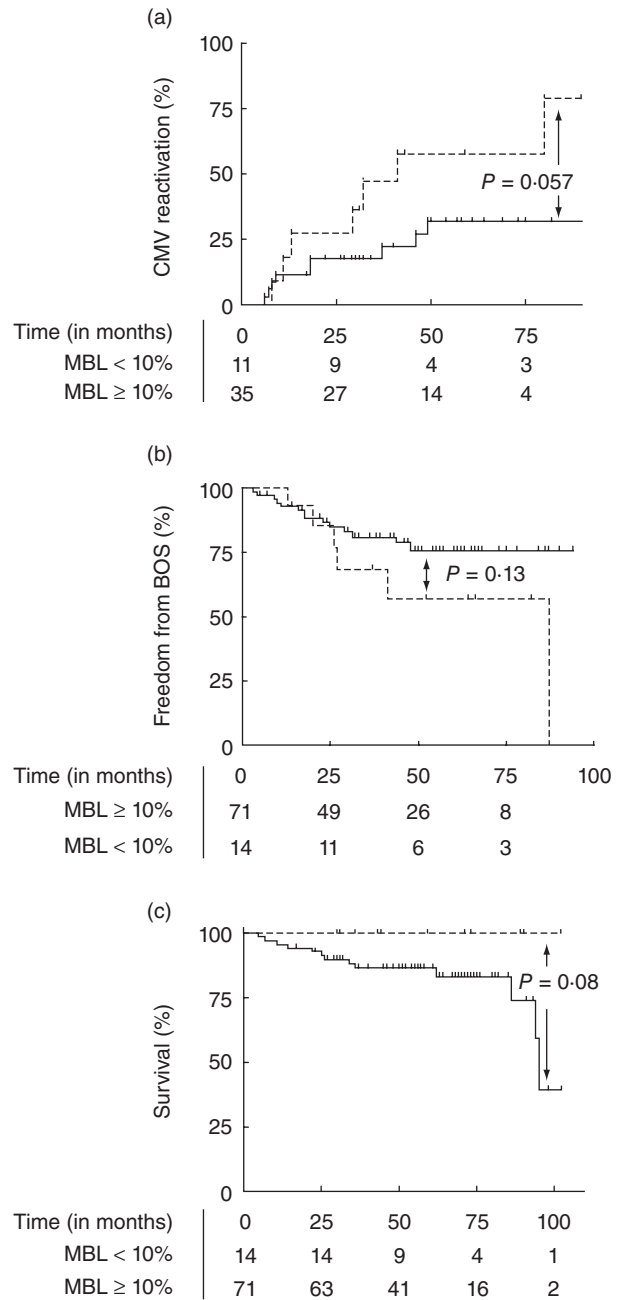 (a)
100
75
50
25
0
CMV reactivation (%)
P = 0·057
Time (in months) 0 25 50 75
MBL < 10% 11 9 4 3
MBL ≥ 10% 35 27 14 4
(b)
100
75
50
25
0
Freedom from BOS (%)
P = 0·13
Time (in months) 0 25 50 75 100
MBL ≥ 10% 71 49 26 8
MBL < 10% 14 11 6 3
(c)
100
75
50
25
0
Survival (%)
P = 0·08
Time (in months) 0 25 50 75 100
MBL < 10% 14 14 9 4 1
MBL ≥ 10% 71 63 41 16 2